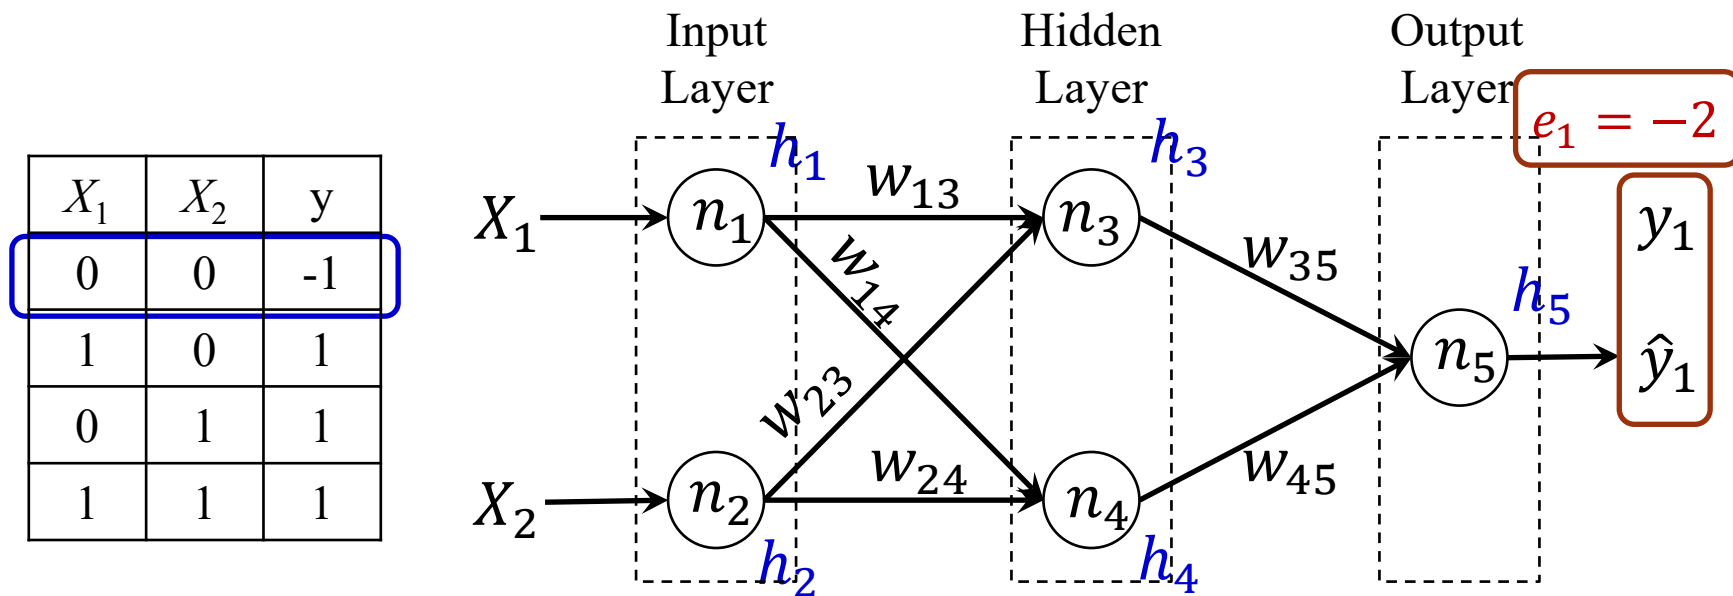 Input
Layer
Hidden
Layer
Output
Layer
e₁ = −2
X₁ X₂ y
0 0 -1
1 0 1
0 1 1
1 1 1
X₁
X₂
n₁
n₂
h₁
h₂
w₁₃
w₁₄
w₂₃
w₂₄
n₃
n₄
h₃
h₄
w₃₅
w₄₅
n₅
h₅
y₁
ŷ₁